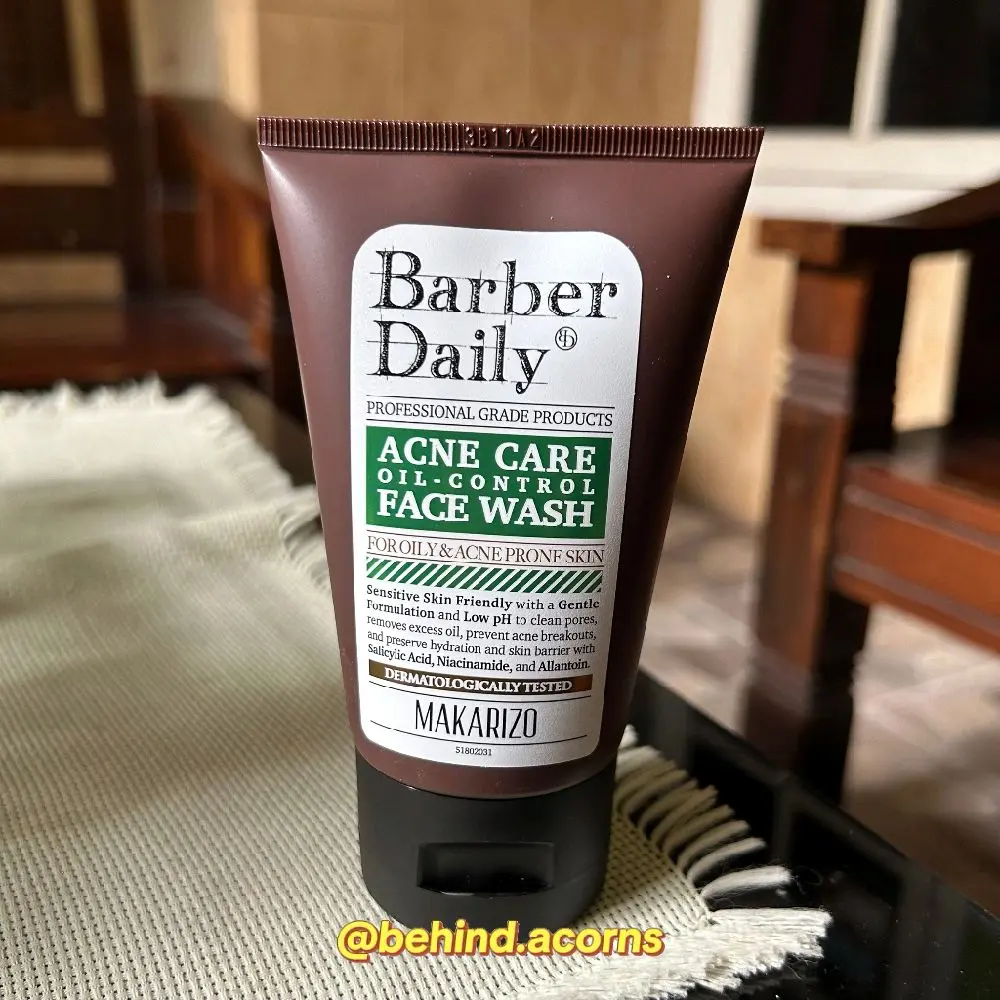 3B11A2
Barber
Daily
PROFESSIONAL GRADE PRODUCTS
ACNE CARE
OIL-CONTROL
FACE WASH
FOR OILY & ACNE PRONE SKIN
Sensitive Skin Friendly with a Gentle
Formulation and Low pH to clean pores,
removes excess oil, prevent acne breakouts,
and preserve hydration and skin barrier with
Salicylic Acid, Niacinamide, and Allantoin.
DERMATOLOGICALLY TESTED
MAKARIZO
S1802031
@behind.acorns